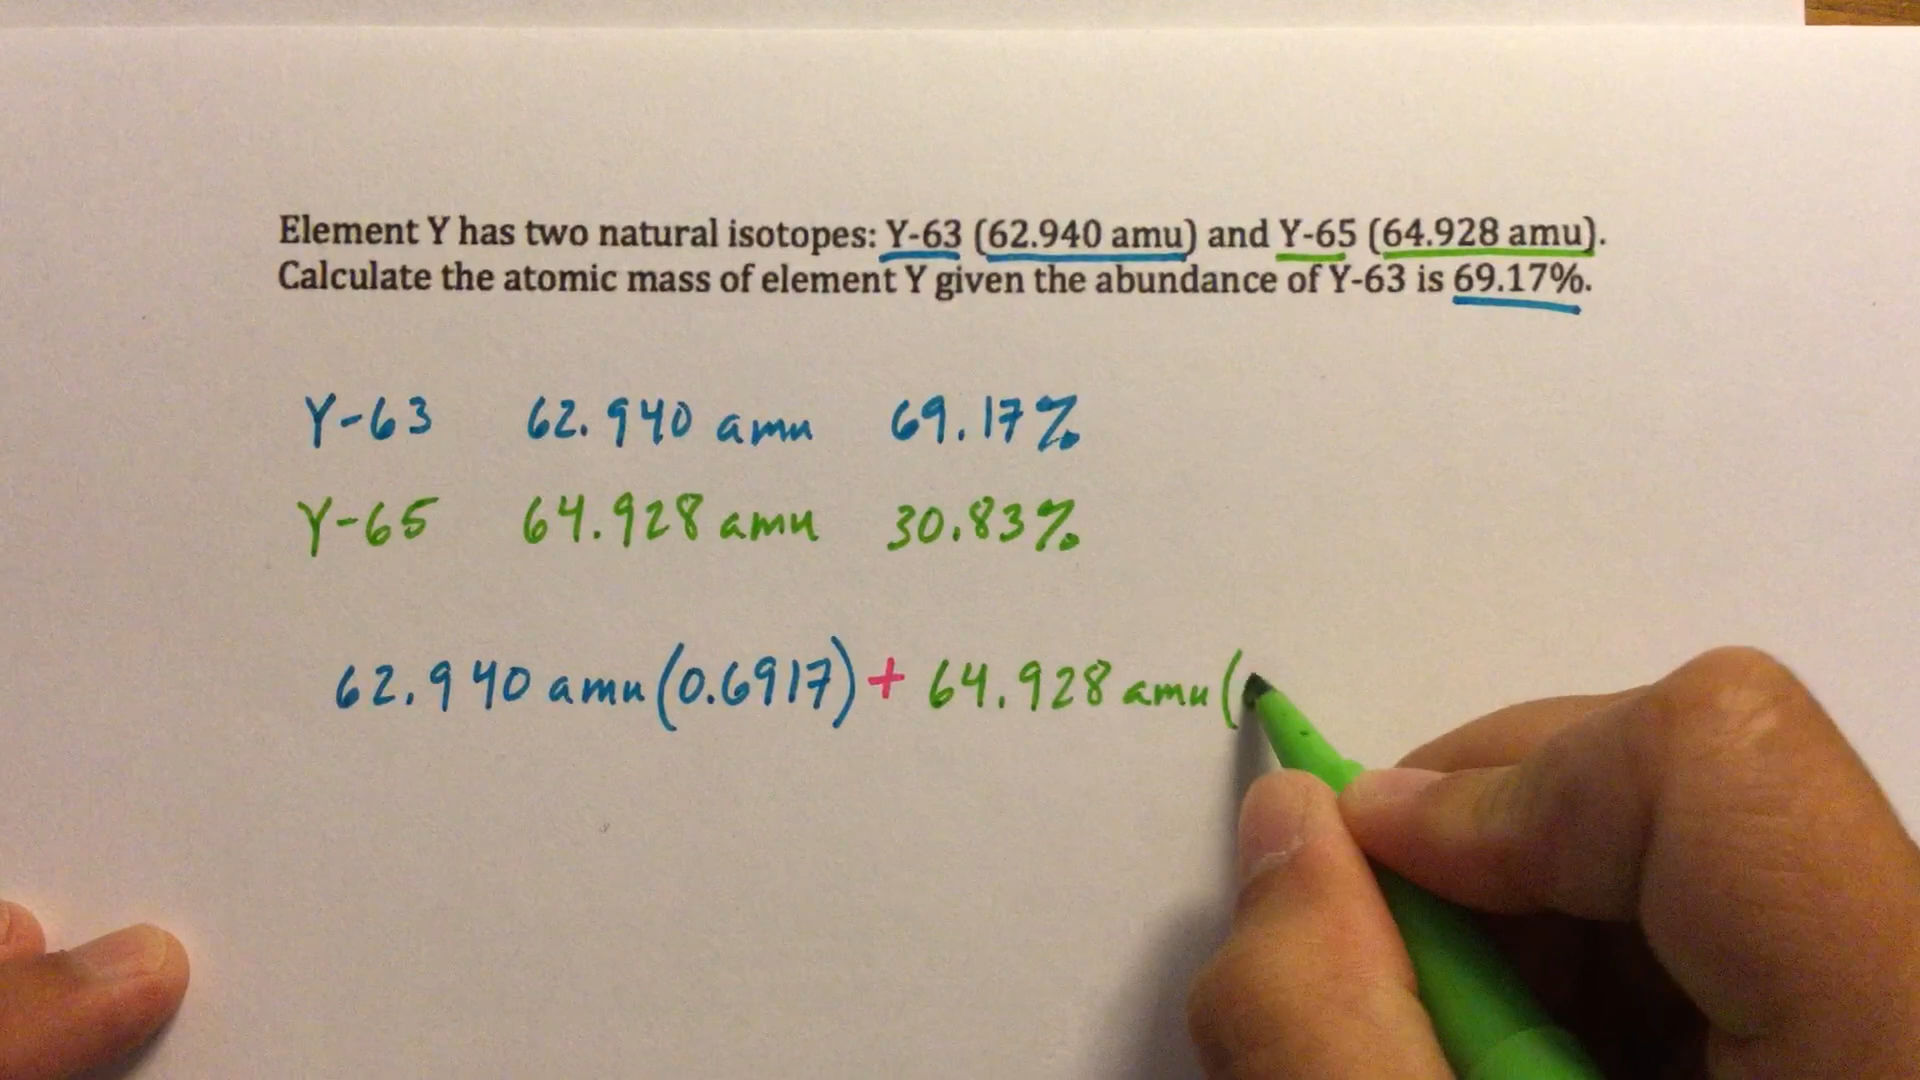 Element Y has two natural isotopes: Y-63 (62.940 amu) and Y-65 (64.928 amu).
Calculate the atomic mass of element Y given the abundance of Y-63 is 69.17%.
Y-63 62.940 amu 69.17%
Y-65 64.928 amu 30.83%
62.940 amu (0.6917) + 64.928 amu (